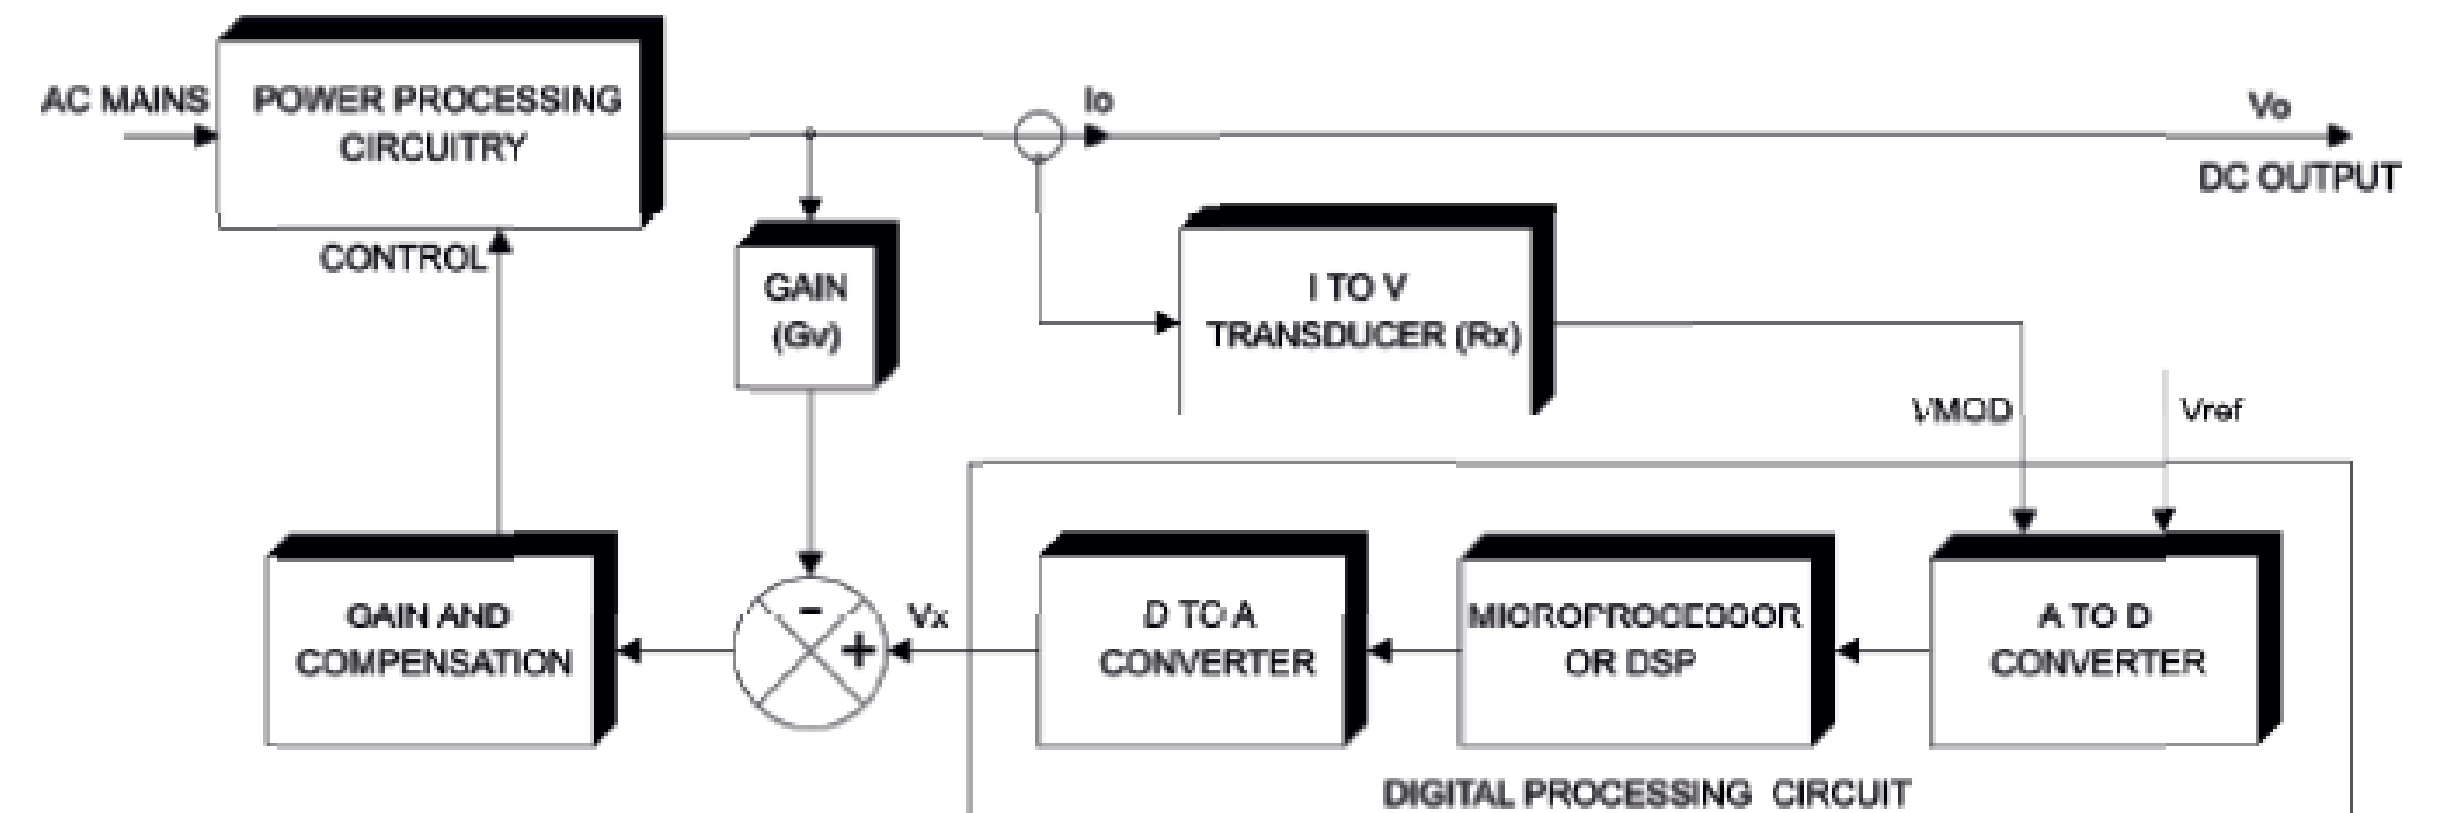 AC MAINS
POWER PROCESSING
CIRCUITRY
Io
Vo
DC OUTPUT
CONTROL
GAIN
(Gv)
I TO V
TRANSDUCER (Rx)
VMOD
Vref
GAIN AND
COMPENSATION
-
+
Vx
D TO A
CONVERTER
MICROPROCESSOR
OR DSP
A TO D
CONVERTER
DIGITAL PROCESSING CIRCUIT